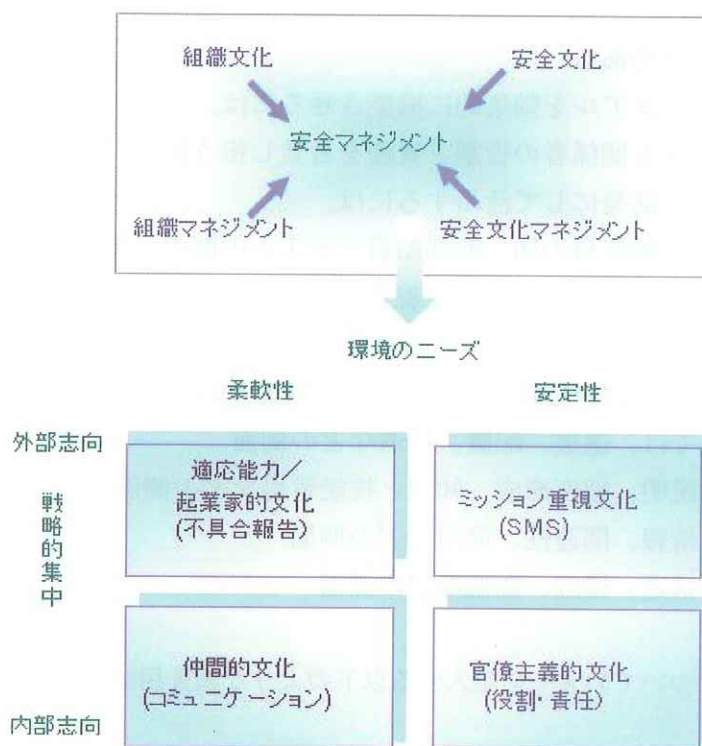 組織文化
安全文化
安全マネジメント
組織マネジメント
安全文化マネジメント
環境のニーズ
柔軟性
安定性
外部志向
戦略的集中
適応能力／
起業家的文化
(不具合報告)
ミッション重視文化
(SMS)
仲間的文化
(コミュニケーション)
官僚主義的文化
(役割・責任)
内部志向